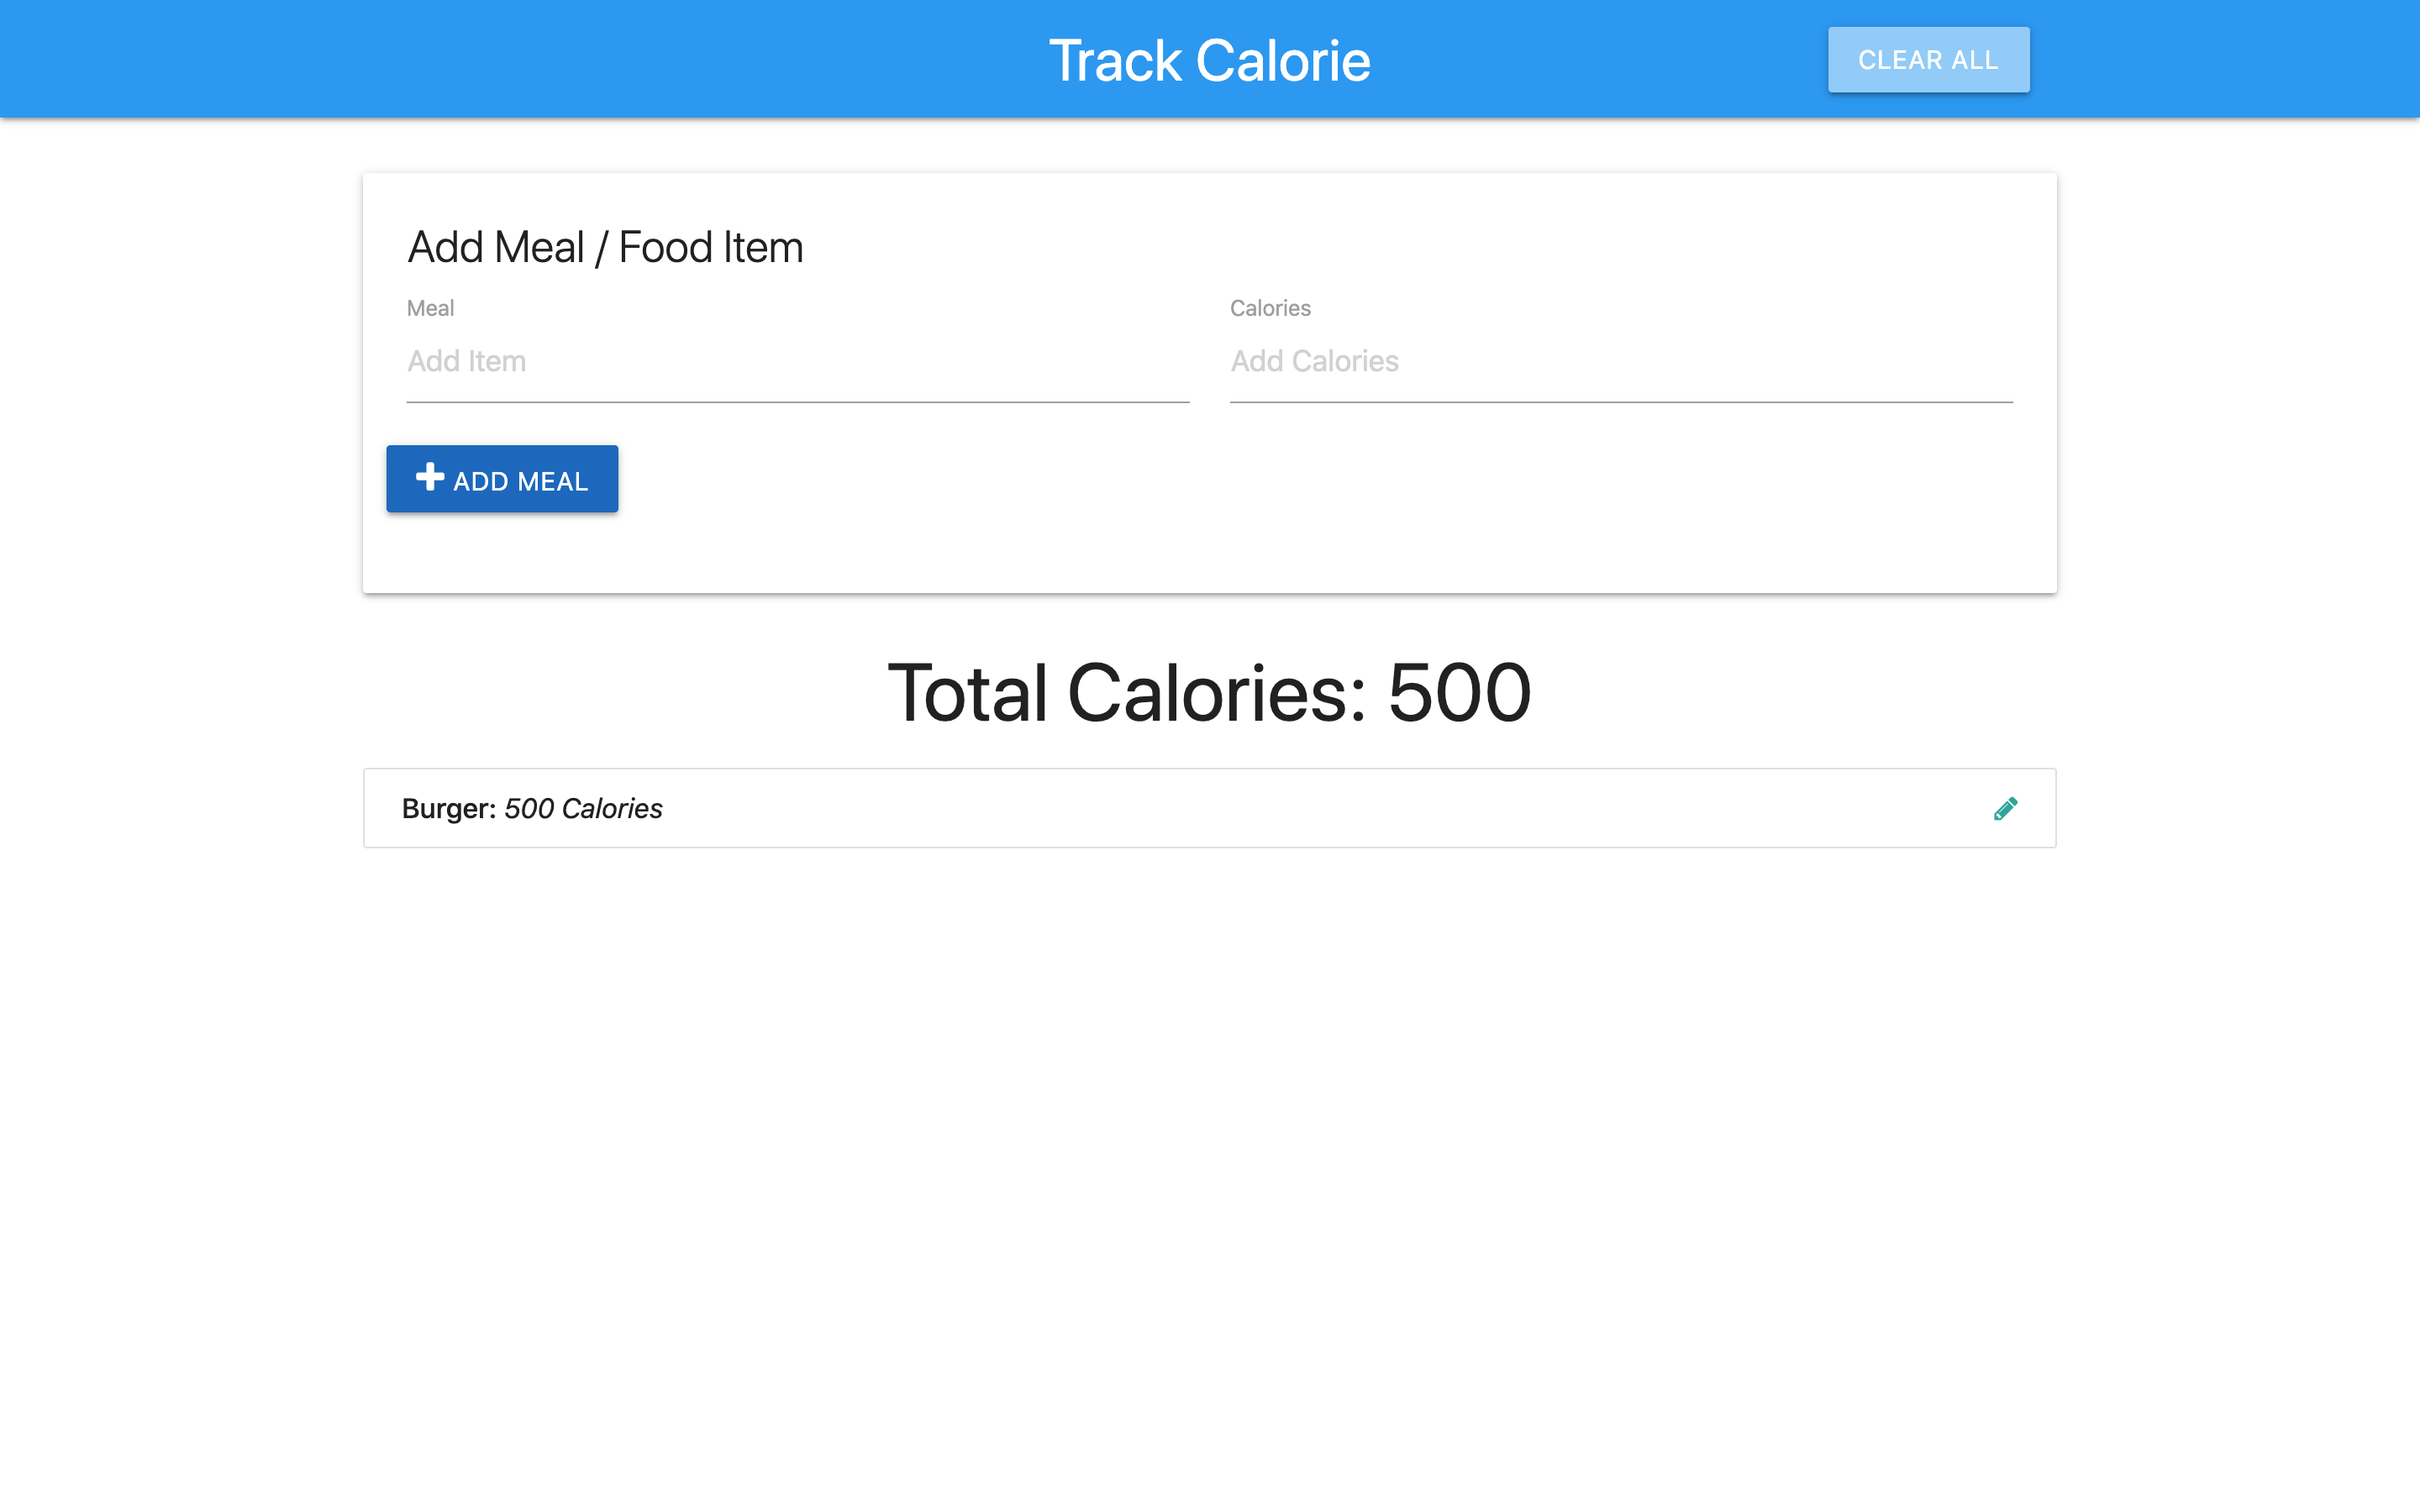 Track Calorie
CLEAR ALL
Add Meal / Food Item
Meal
Calories
Add Item
Add Calories
ADD MEAL
Total Calories: 500
Burger: 500 Calories